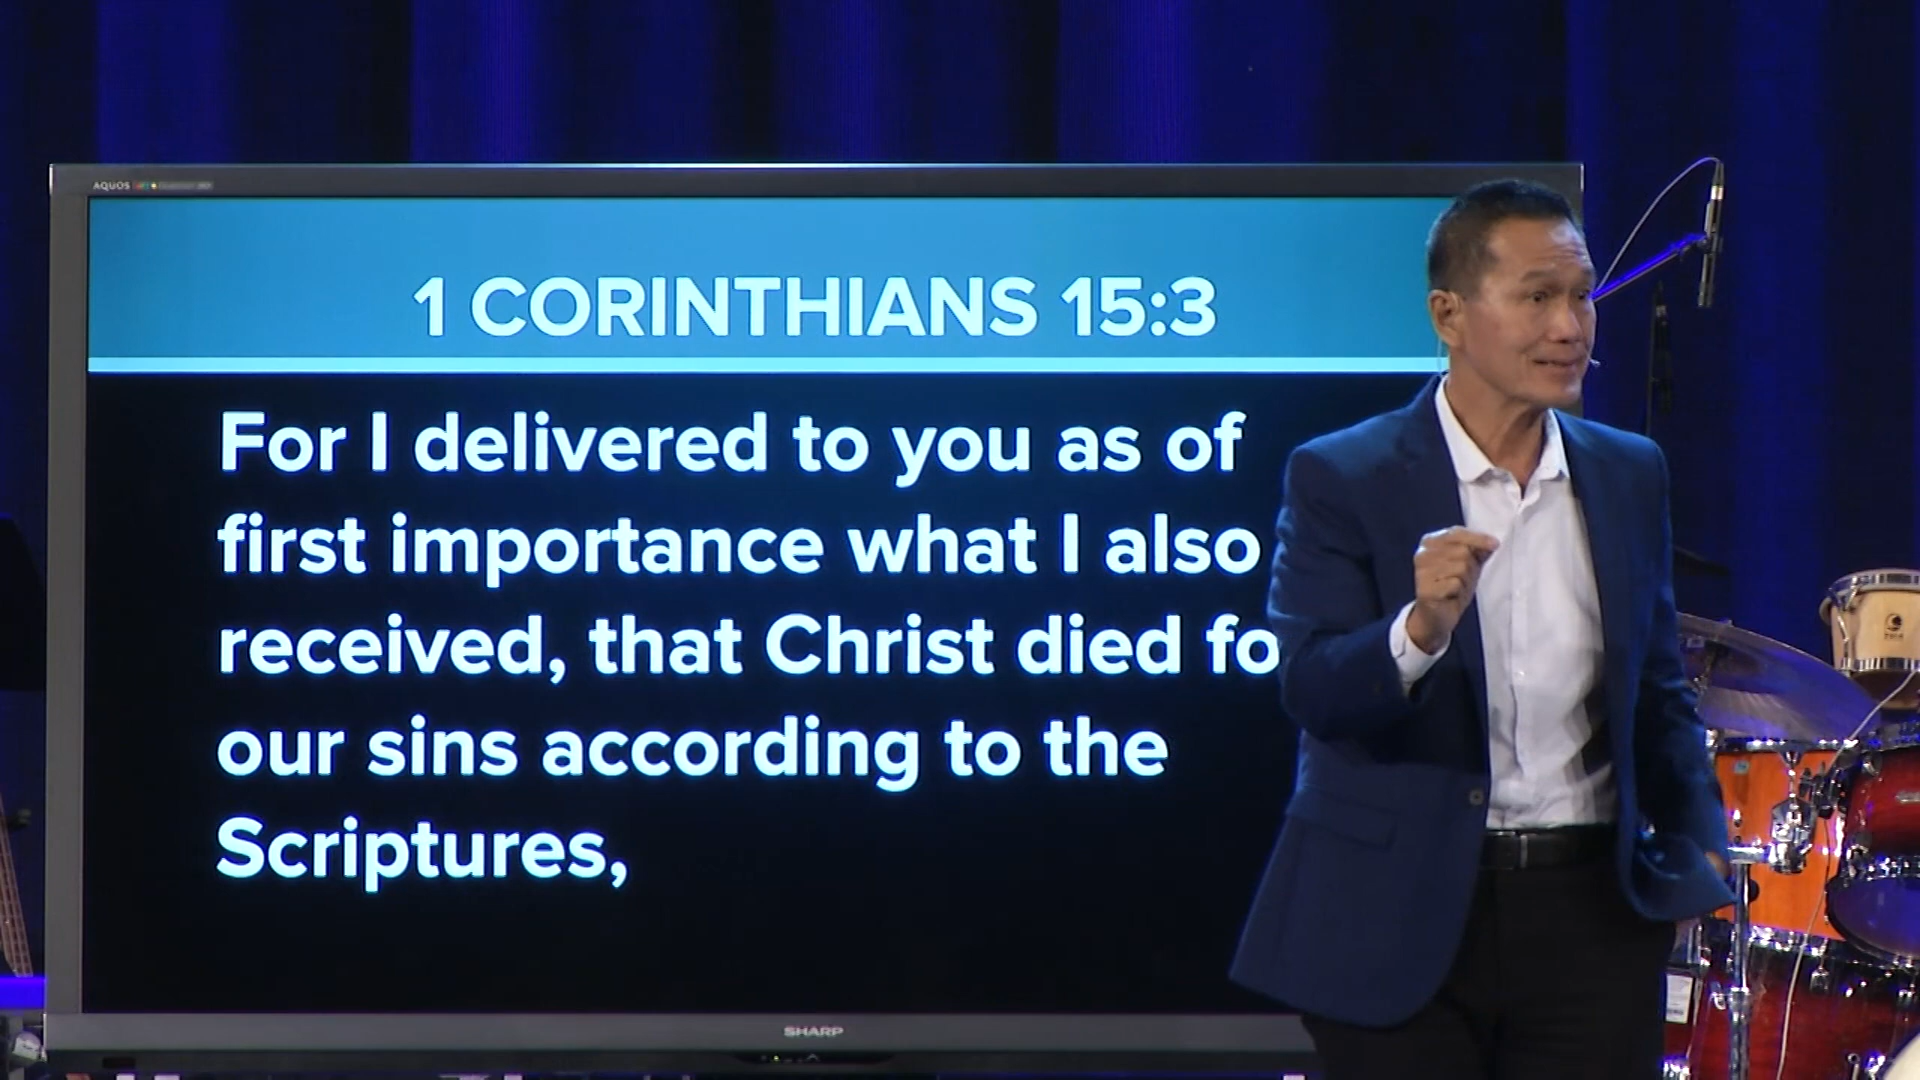 AQUOS
1 CORINTHIANS 15:3
For I delivered to you as of
first importance what I also
received, that Christ died fo
our sins according to the
Scriptures,
SHARP